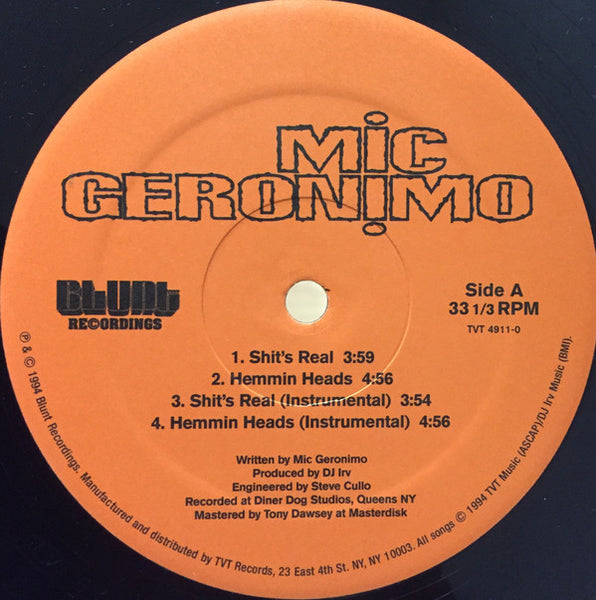 MiC
GERONiMO
BLUNT
RECORDINGS
Side A
33 1/3 RPM
TVT 4911-0
1. Shit's Real 3:59
2. Hemmin Heads 4:56
3. Shit's Real (Instrumental) 3:54
4. Hemmin Heads (Instrumental) 4:56
Written by Mic Geronimo
Produced by DJ Irv
Engineered by Steve Cullo
Recorded at Diner Dog Studios, Queens NY
Mastered by Tony Dawsey at Masterdisk
℗ & © 1994 Blunt Recordings. Manufactured and distributed by TVT Records, 23 East 4th St. NY, NY 10003. All songs © 1994 TVT Music (ASCAP)/DJ Irv Music (BMI).